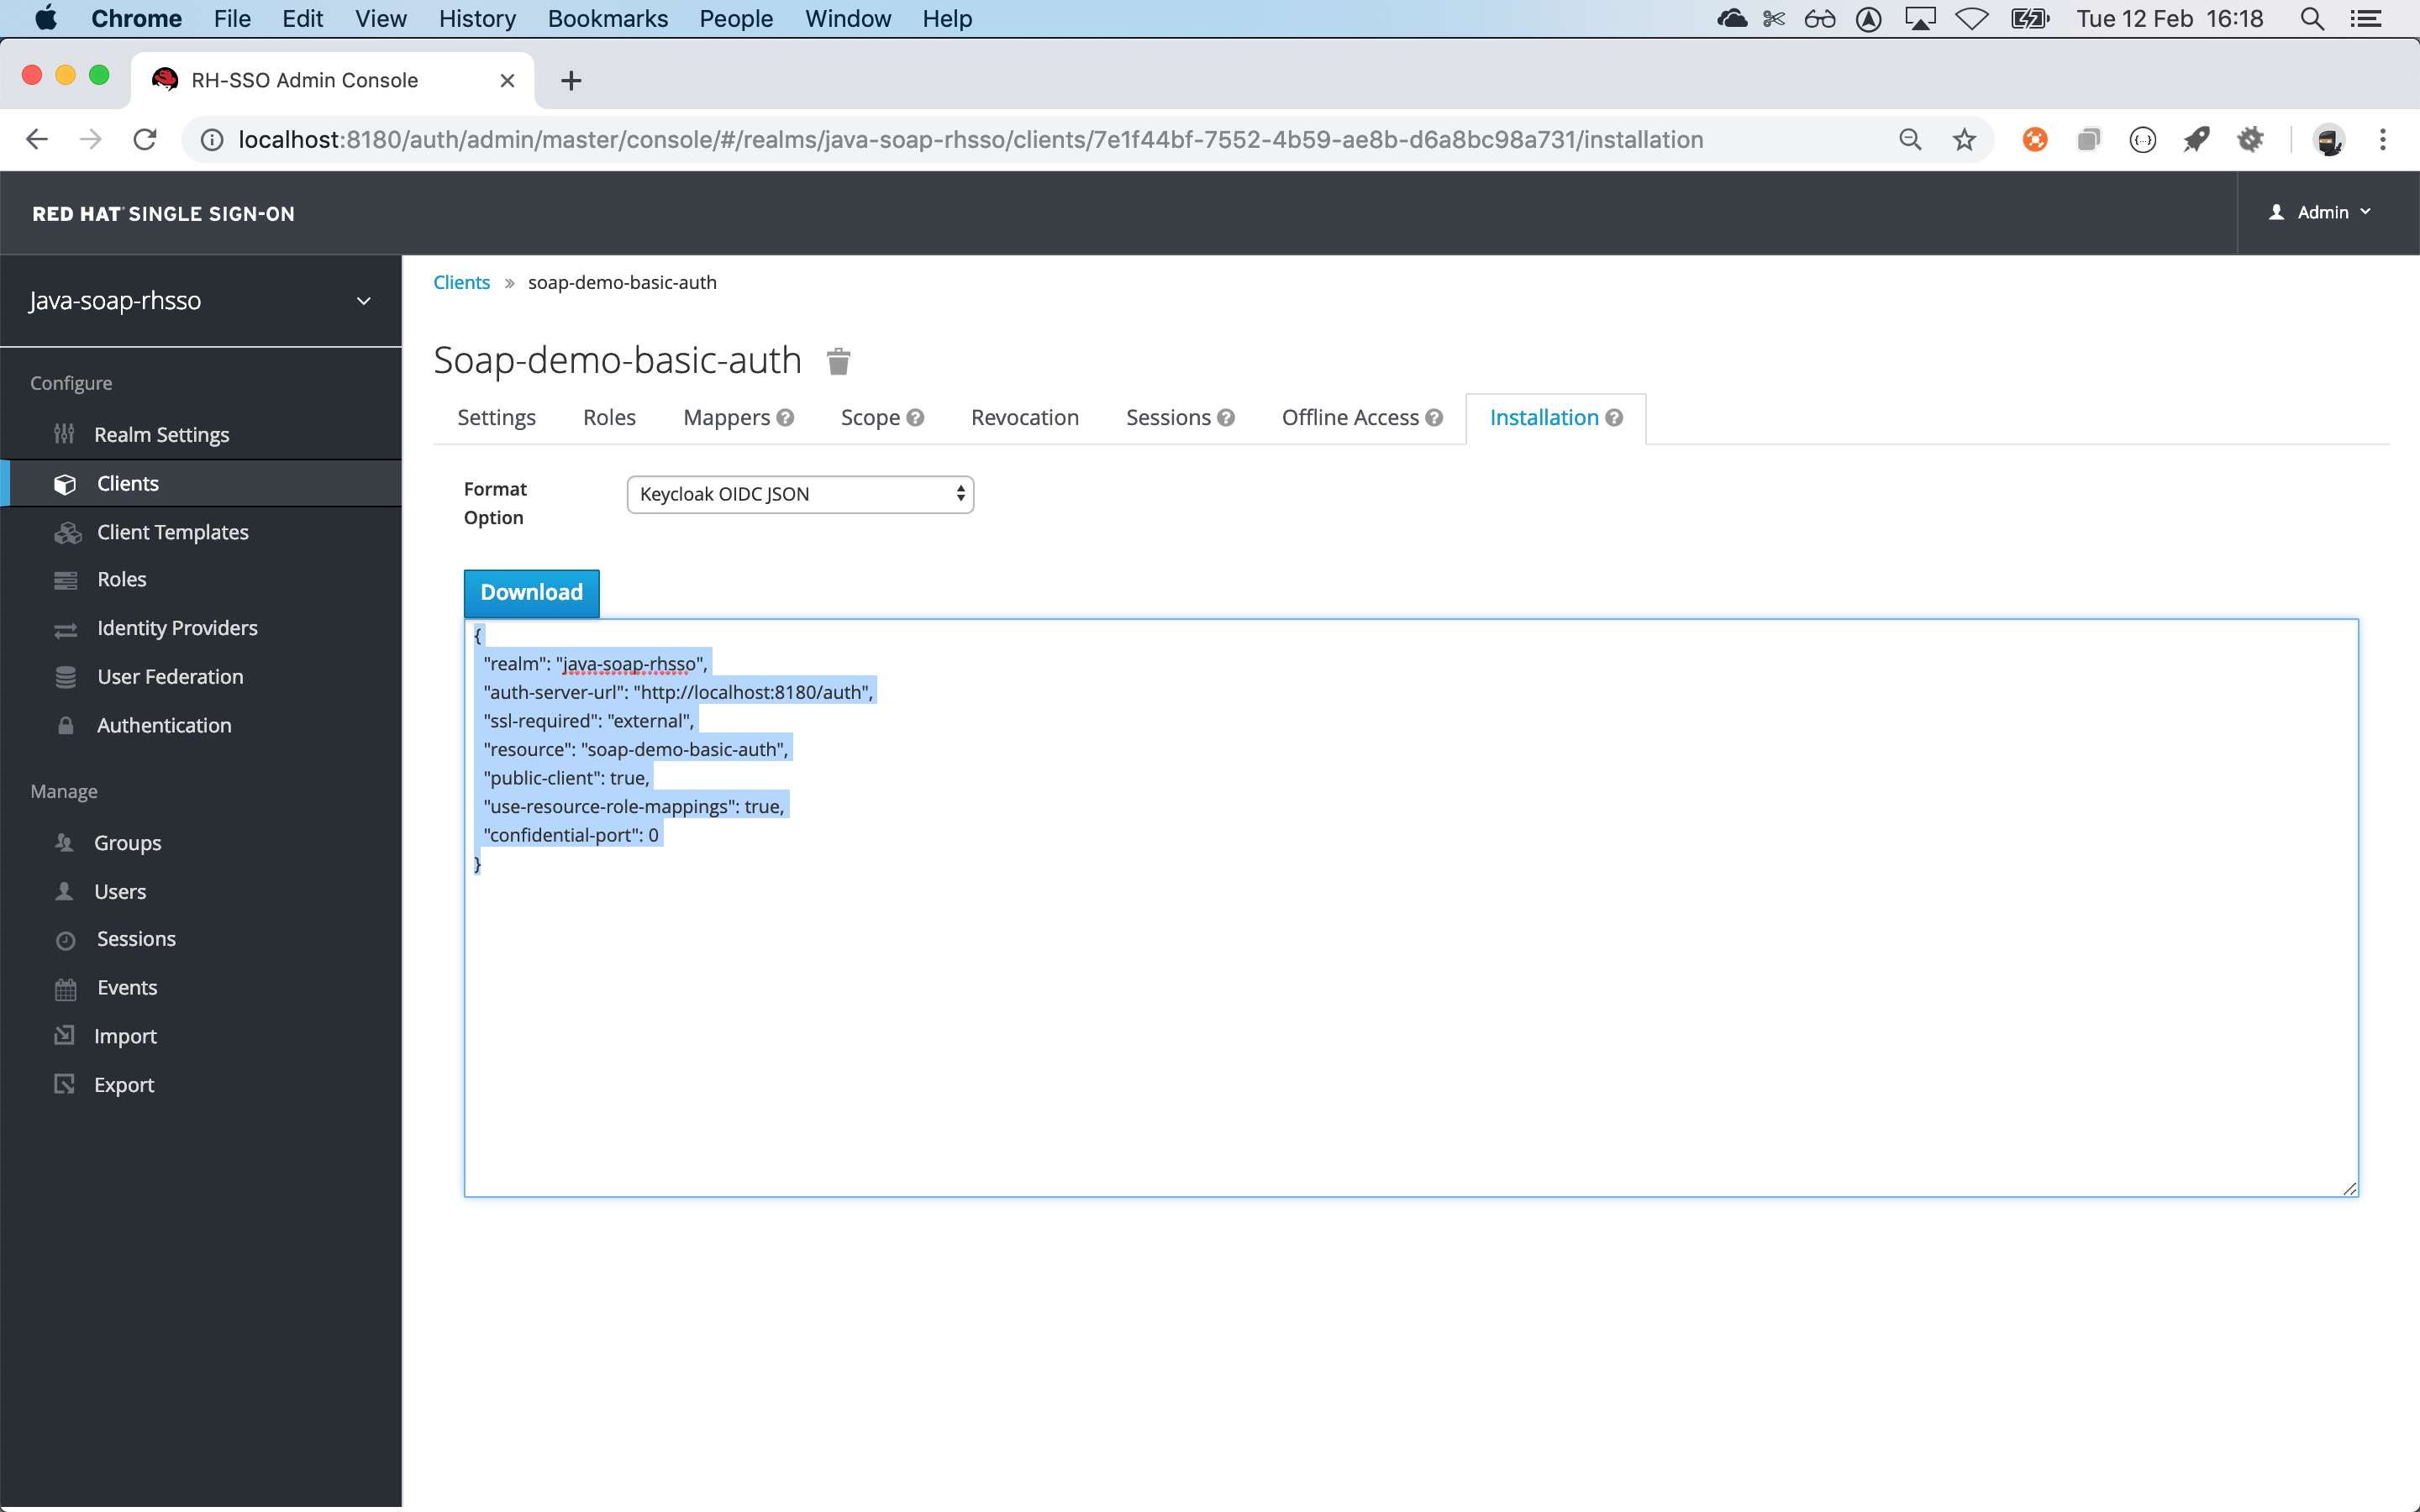 Chrome File Edit View History Bookmarks People Window Help Tue 12 Feb 16:18
RH-SSO Admin Console
localhost:8180/auth/admin/master/console/#/realms/java-soap-rhsso/clients/7e1f44bf-7552-4b59-ae8b-d6a8bc98a731/installation
RED HAT SINGLE SIGN-ON
Admin
Java-soap-rhsso
Configure
Realm Settings
Clients
Client Templates
Roles
Identity Providers
User Federation
Authentication
Manage
Groups
Users
Sessions
Events
Import
Export
Clients » soap-demo-basic-auth
Soap-demo-basic-auth
Settings Roles Mappers Scope Revocation Sessions Offline Access Installation
Format
Option
Keycloak OIDC JSON
Download
{
"realm": "java-soap-rhsso",
"auth-server-url": "http://localhost:8180/auth",
"ssl-required": "external",
"resource": "soap-demo-basic-auth",
"public-client": true,
"use-resource-role-mappings": true,
"confidential-port": 0
}